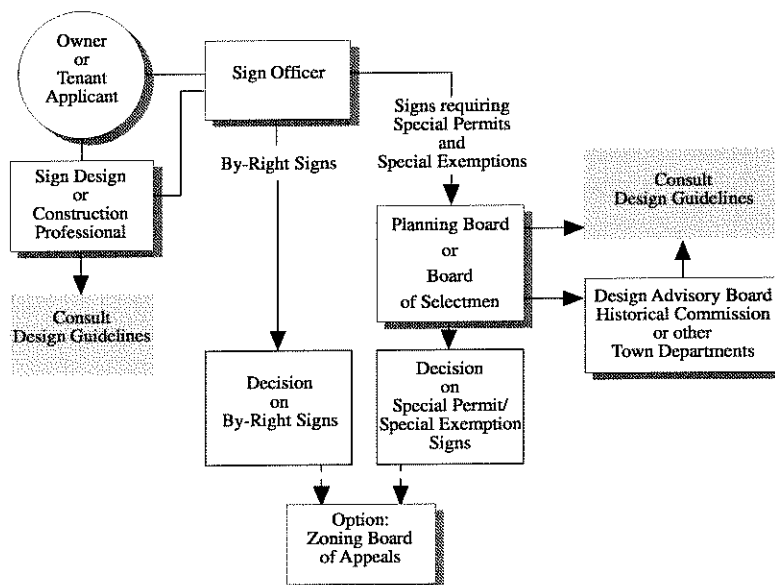 Owner
or
Tenant
Applicant
Sign Officer
Signs requiring
Special Permits
and
Special Exemptions
By-Right Signs
Sign Design
or
Construction
Professional
Consult
Design Guidelines
Planning Board
or
Board
of Selectmen
Consult
Design Guidelines
Design Advisory Board
Historical Commission
or other
Town Departments
Decision
on
By-Right Signs
Decision
on
Special Permit/
Special Exemption
Signs
Option:
Zoning Board
of Appeals